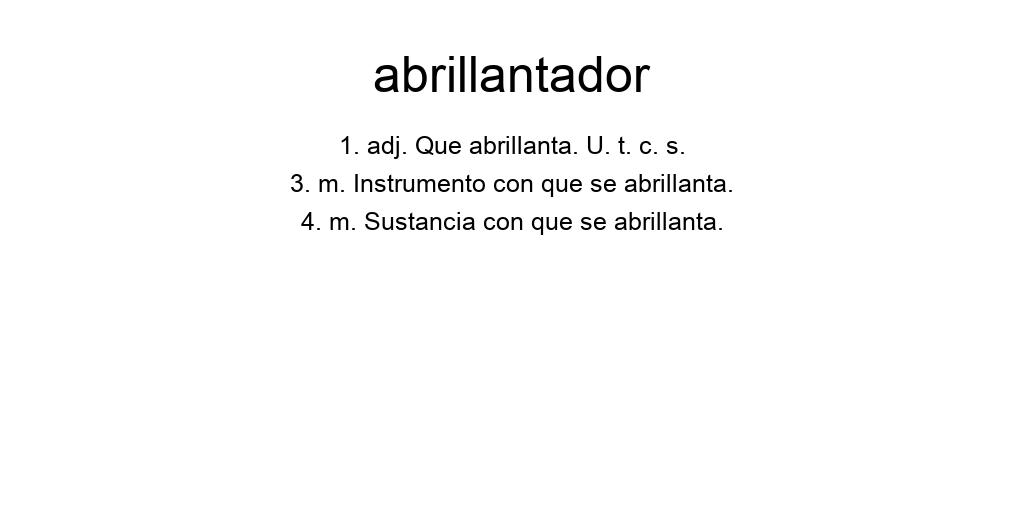 abrillantador
1. adj. Que abrillanta. U. t. c. s.
3. m. Instrumento con que se abrillanta.
4. m. Sustancia con que se abrillanta.